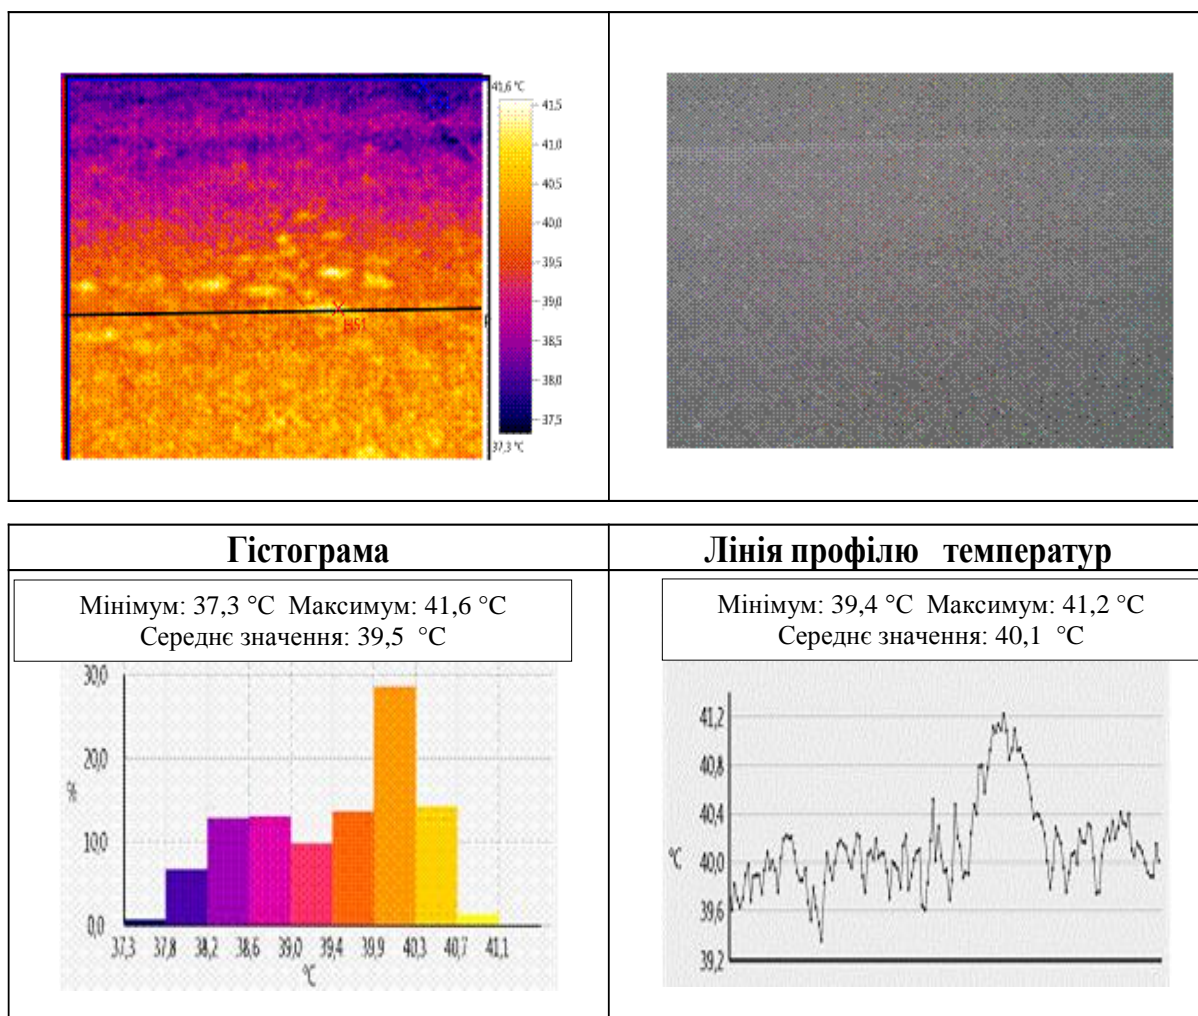 41,6 °C
41,5
41,0
40,5
40,0
39,5
39,0
38,5
38,0
37,5
37,3 °C
HS1
Гістограма
Лінія профілю температур
Мінімум: 37,3 °C Максимум: 41,6 °C
Середнє значення: 39,5 °C
Мінімум: 39,4 °C Максимум: 41,2 °C
Середнє значення: 40,1 °C
30,0
20,0
10,0
0,0
%
37,3 37,8 38,2 38,6 39,0 39,4 39,9 40,3 40,7 41,1
°C
41,2
40,8
40,4
40,0
39,6
39,2
°C